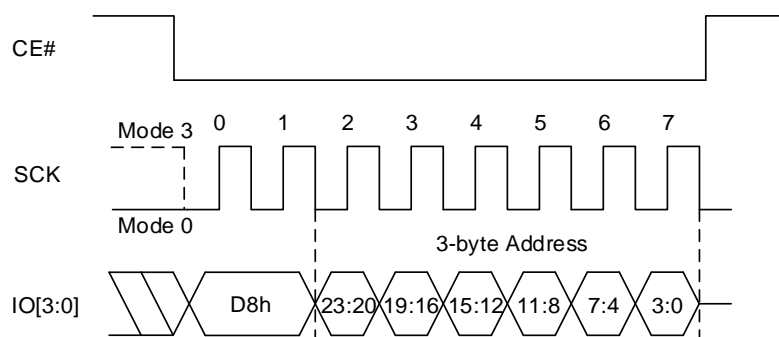 CE#
Mode 3 0 1 2 3 4 5 6 7
SCK
Mode 0
3-byte Address
IO[3:0] D8h 23:20 19:16 15:12 11:8 7:4 3:0